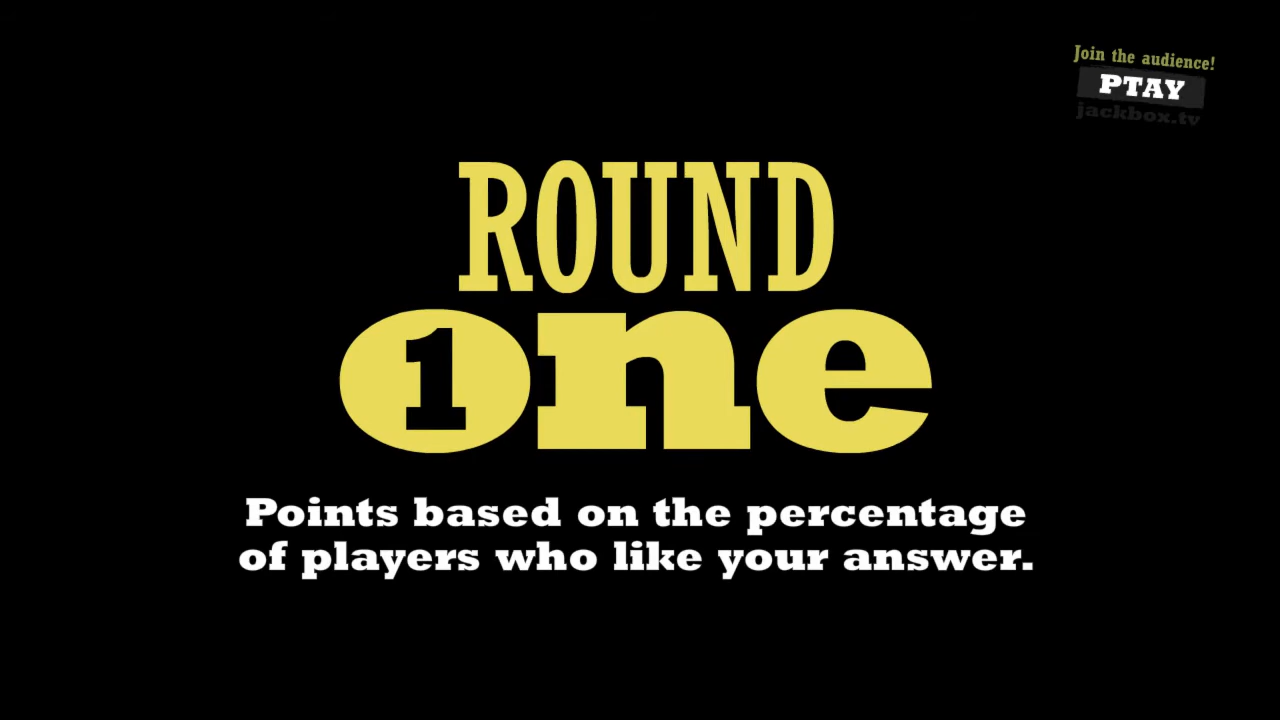 Join the audience!
PTAY
jackbox.tv
ROUND
One
1
Points based on the percentage
of players who like your answer.